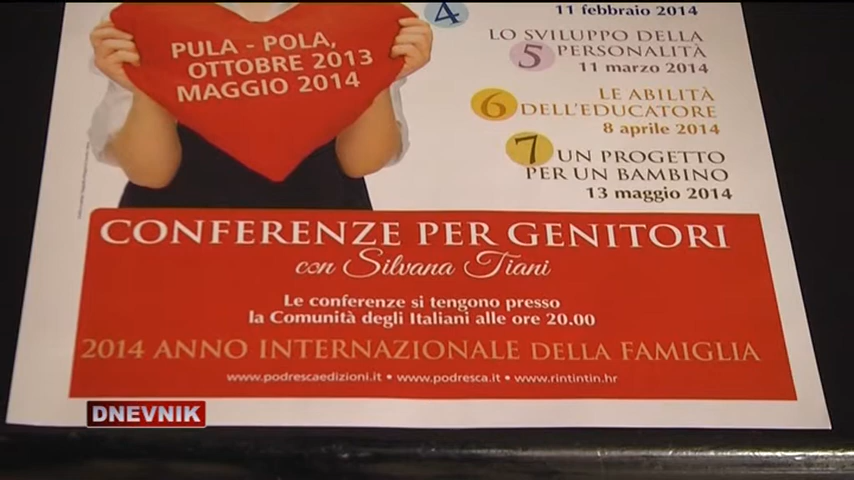 PULA - POLA,
OTTOBRE 2013
MAGGIO 2014
4
11 febbraio 2014
5
LO SVILUPPO DELLA
PERSONALITÀ
11 marzo 2014
6
LE ABILITÀ
DELL'EDUCATORE
8 aprile 2014
7
UN PROGETTO
PER UN BAMBINO
13 maggio 2014
CONFERENZE PER GENITORI
con Silvana Tiani
Le conferenze si tengono presso
la Comunità degli Italiani alle ore 20.00
2014 ANNO INTERNAZIONALE DELLA FAMIGLIA
www.podrescaedizioni.it • www.podresca.it • www.rintintin.hr
DNEVNIK